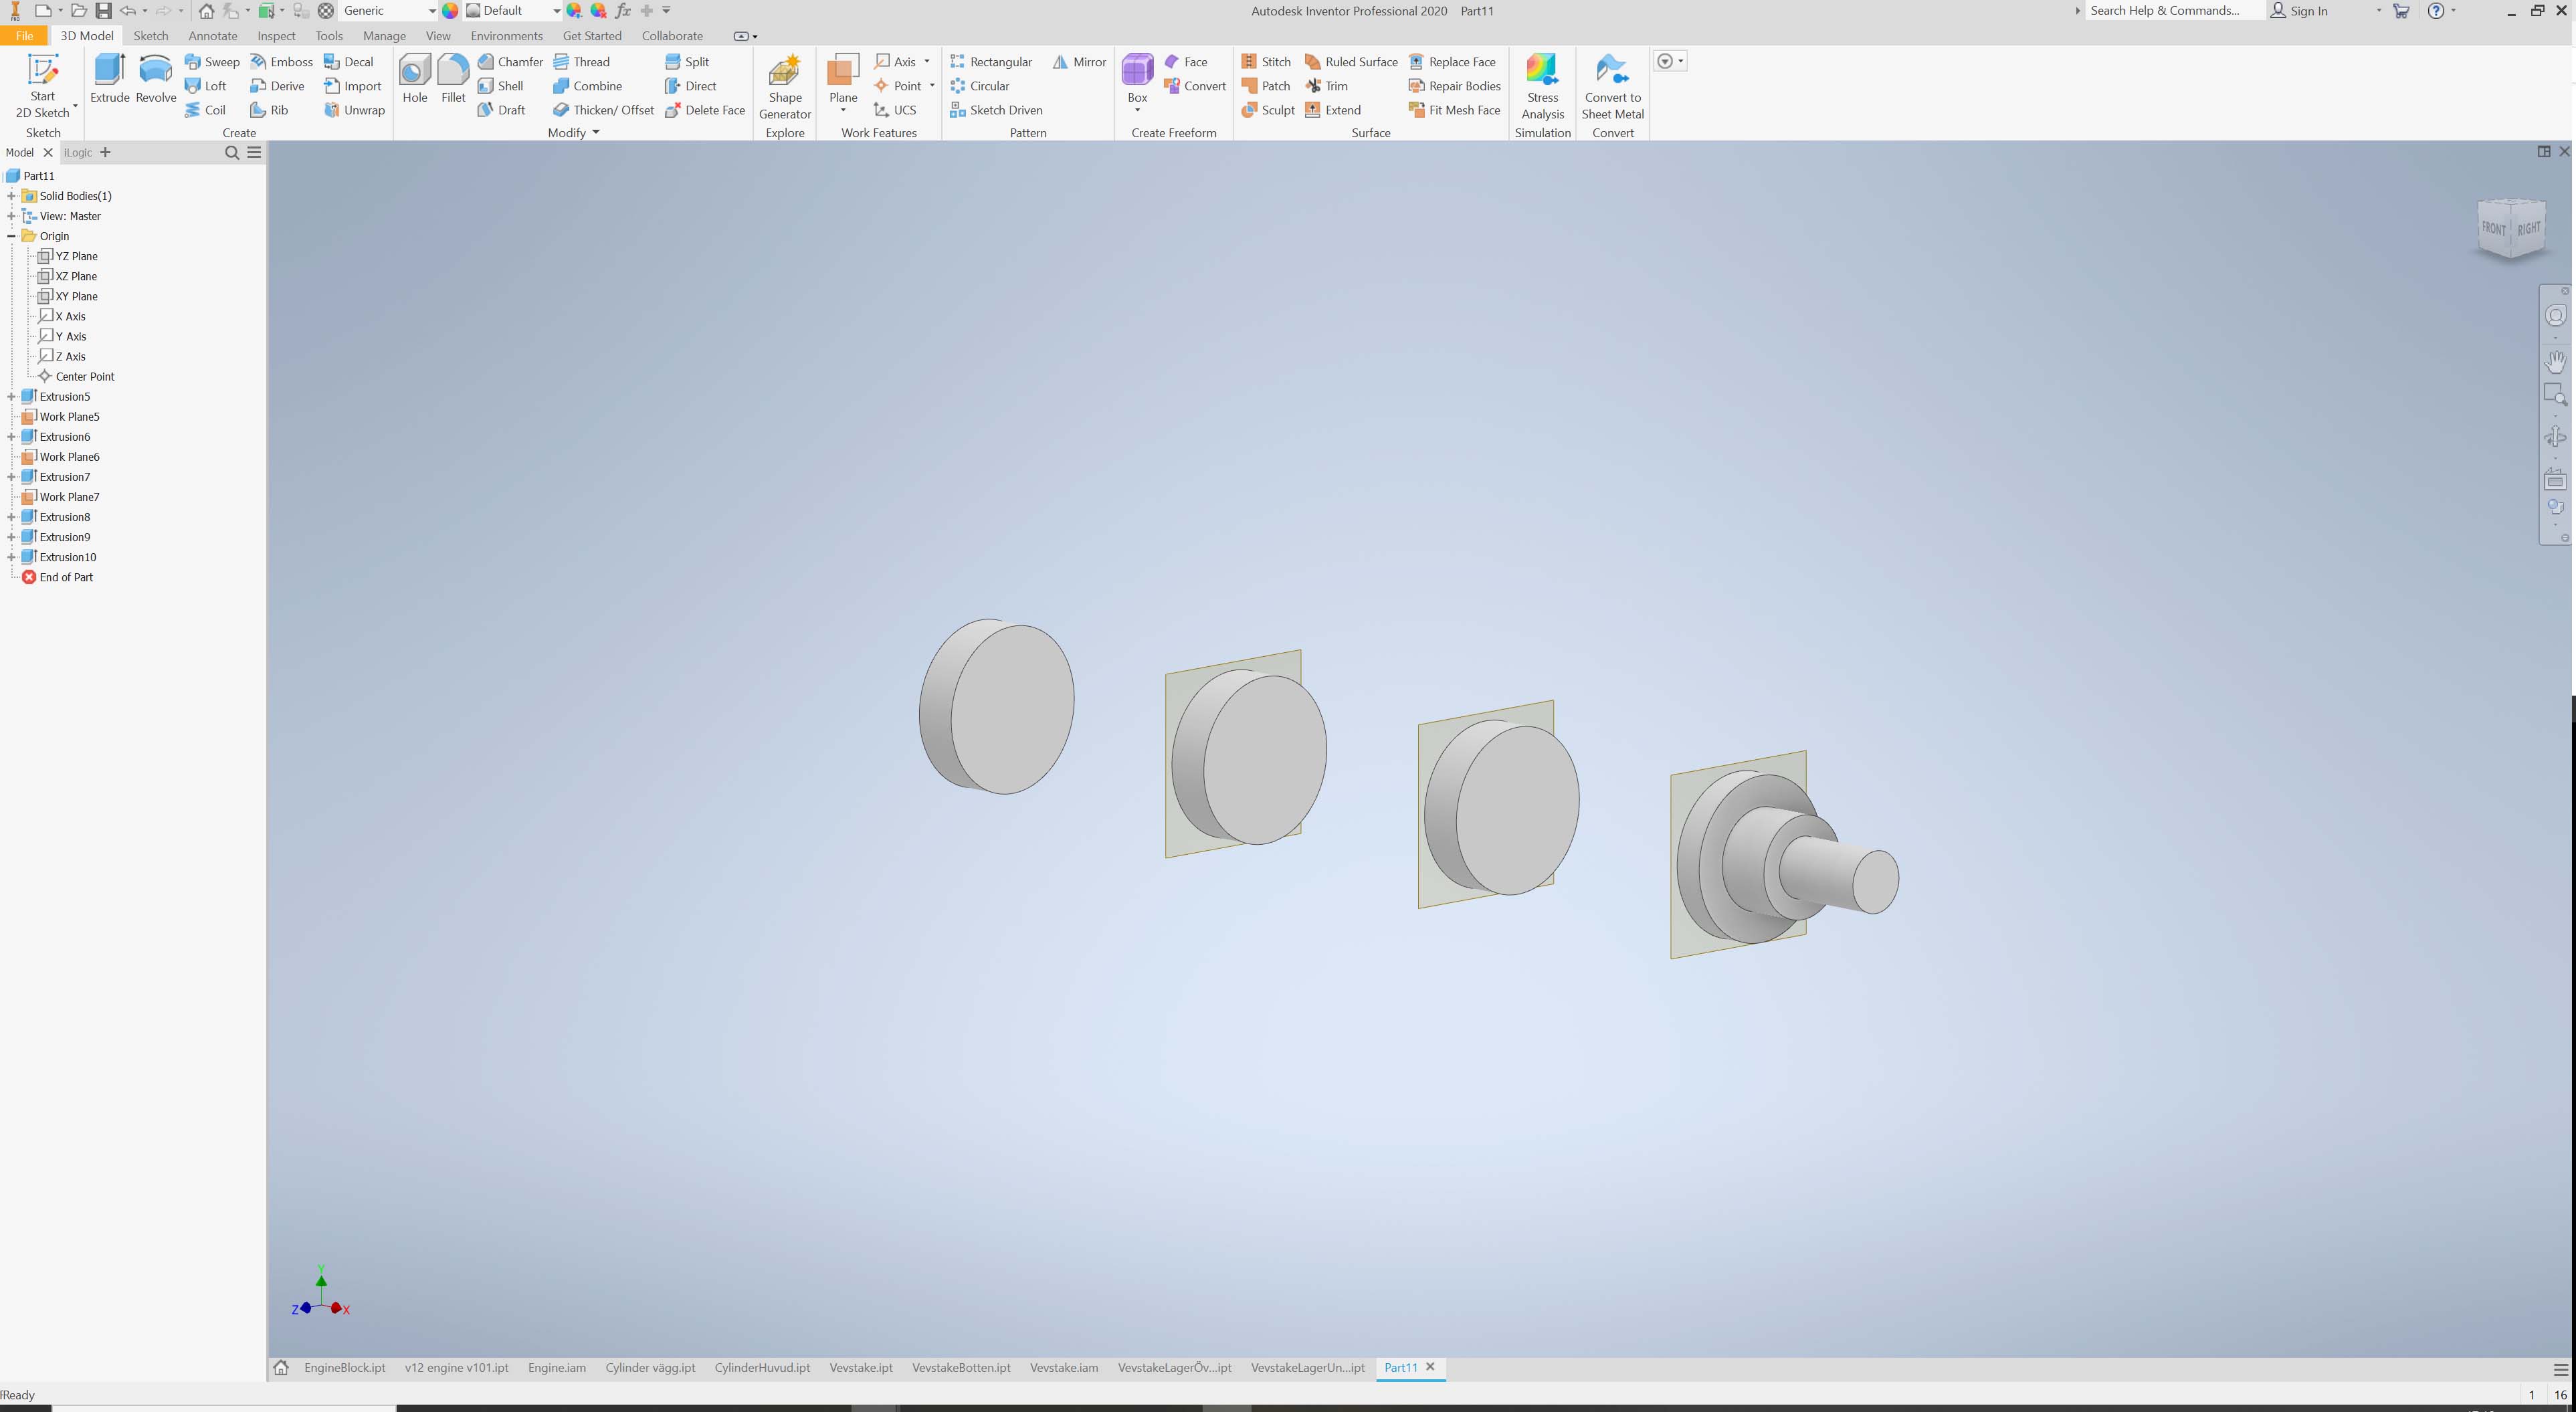 Generic
Default
fx
Autodesk Inventor Professional 2020 Part11
Search Help & Commands...
Sign In
File 3D Model Sketch Annotate Inspect Tools Manage View Environments Get Started Collaborate
Start
2D Sketch
Sketch
Extrude Revolve
Sweep Emboss Decal
Loft Derive Import
Coil Rib Unwrap
Create
Hole Fillet
Chamfer Thread Split
Shell Combine Direct
Draft Thicken/ Offset Delete Face
Modify
Shape
Generator
Explore
Plane
Axis
Point
UCS
Work Features
Rectangular Mirror
Circular
Sketch Driven
Pattern
Box
Face
Convert
Create Freeform
Stitch Ruled Surface Replace Face
Patch Trim Repair Bodies
Sculpt Extend Fit Mesh Face
Surface
Stress
Analysis
Simulation
Convert to
Sheet Metal
Convert
Model iLogic
Part11
Solid Bodies(1)
View: Master
Origin
YZ Plane
XZ Plane
XY Plane
X Axis
Y Axis
Z Axis
Center Point
Extrusion5
Work Plane5
Extrusion6
Work Plane6
Extrusion7
Work Plane7
Extrusion8
Extrusion9
Extrusion10
End of Part
FRONT RIGHT
Y
Z X
EngineBlock.ipt v12 engine v101.ipt Engine.iam Cylinder vägg.ipt CylinderHuvud.ipt Vevstake.ipt VevstakeBotten.ipt Vevstake.iam VevstakeLagerÖv...ipt VevstakeLagerUn...ipt Part11
Ready
1 16